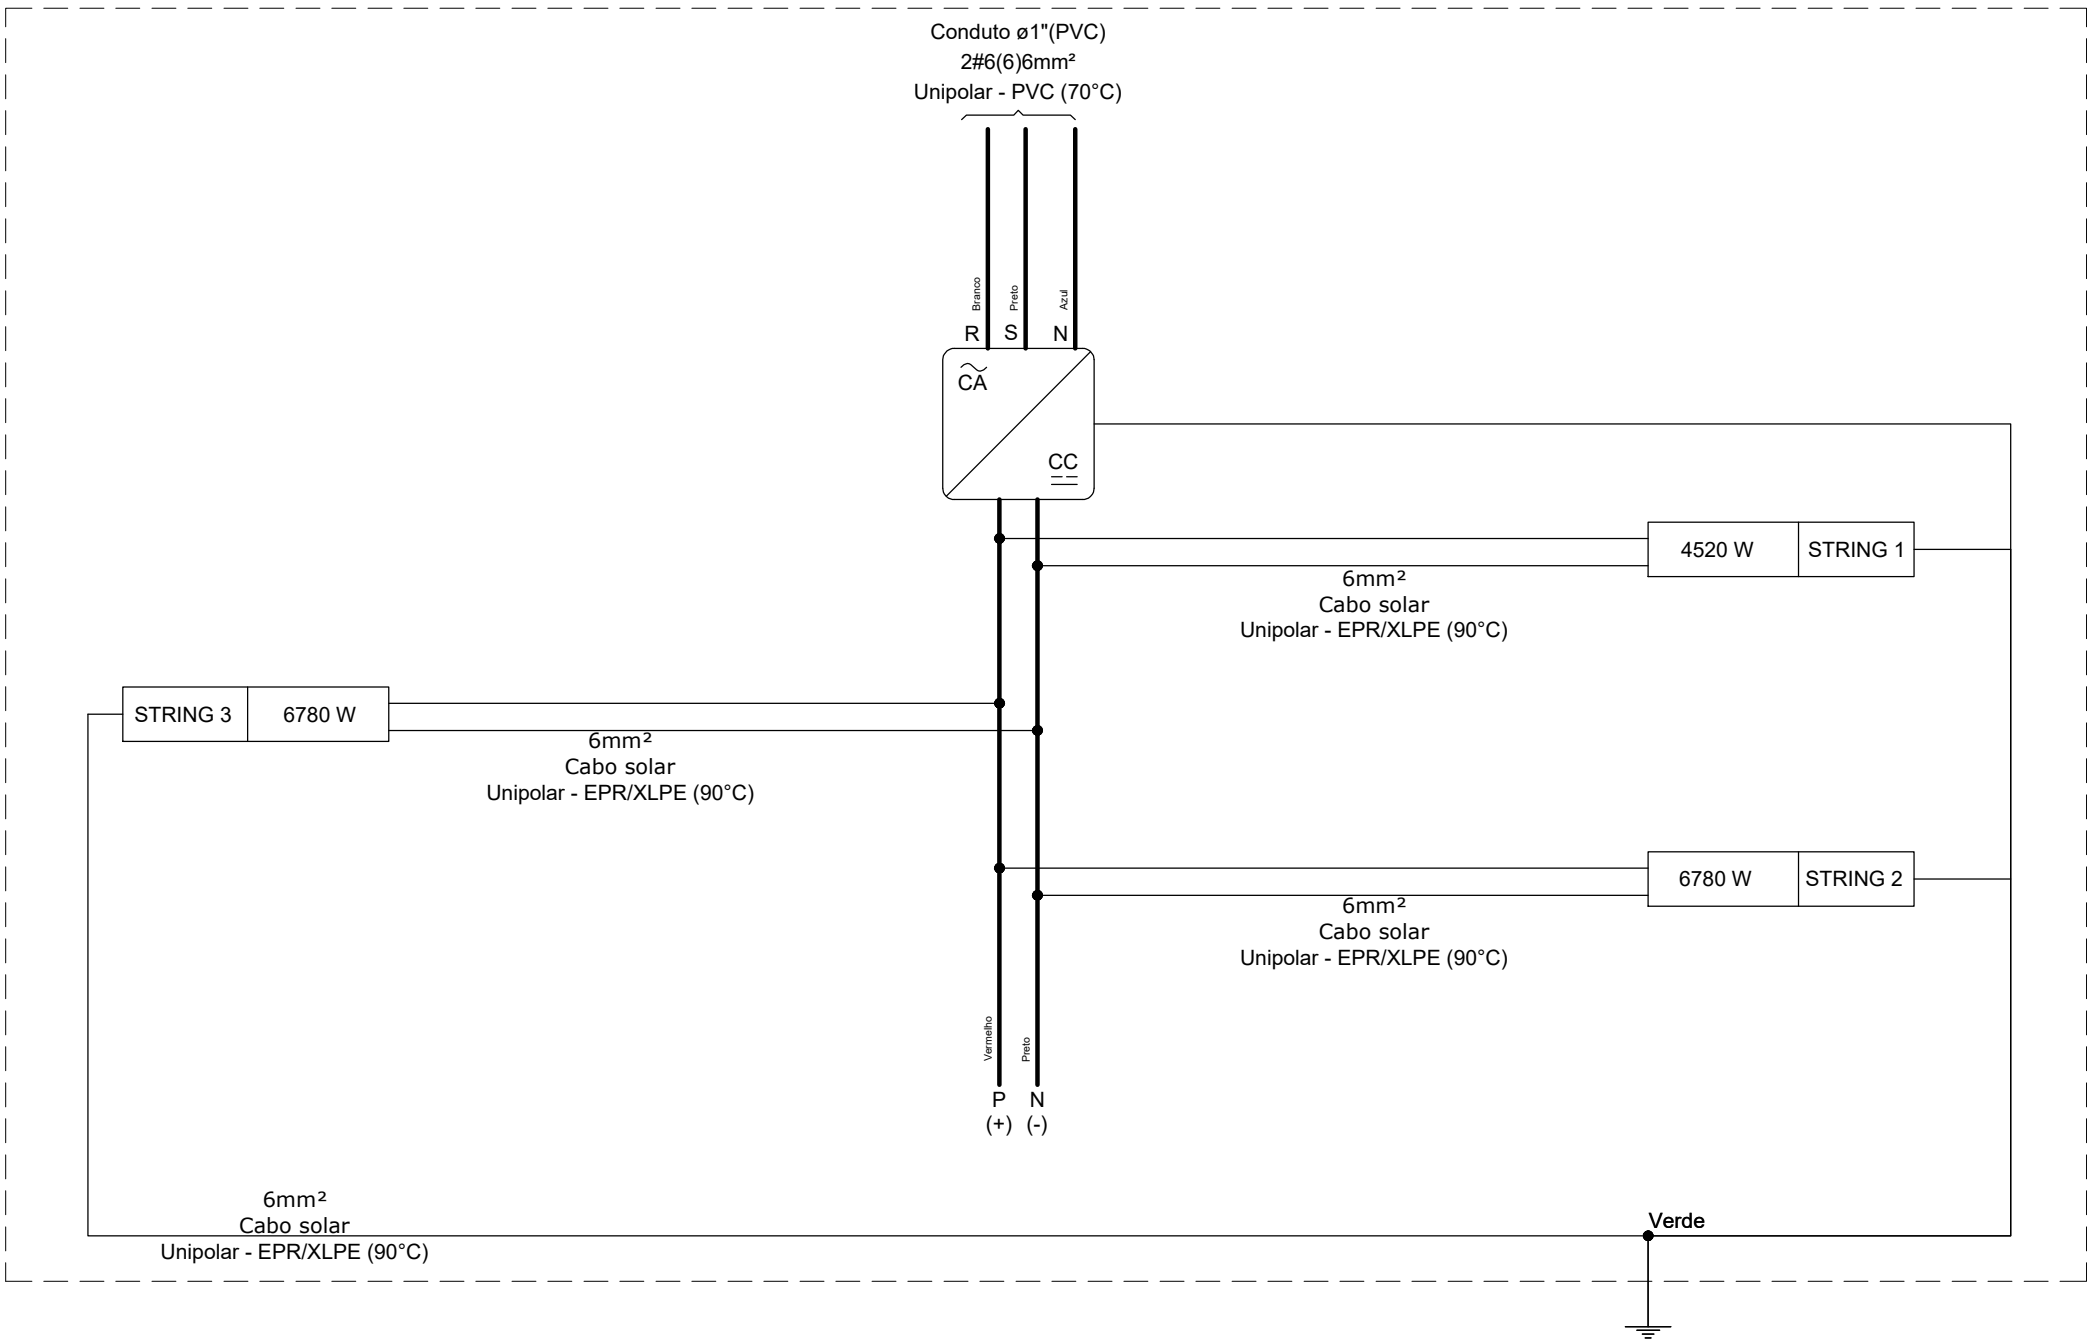 Conduto ø1"(PVC)
2#6(6)6mm²
Unipolar - PVC (70°C)
Branco
Preto
Azul
R
S
N
CA
CC
4520 W
STRING 1
6mm²
Cabo solar
Unipolar - EPR/XLPE (90°C)
STRING 3
6780 W
6mm²
Cabo solar
Unipolar - EPR/XLPE (90°C)
6780 W
STRING 2
6mm²
Cabo solar
Unipolar - EPR/XLPE (90°C)
Vermelho
Preto
P
N
(+)
(-)
6mm²
Cabo solar
Unipolar - EPR/XLPE (90°C)
Verde